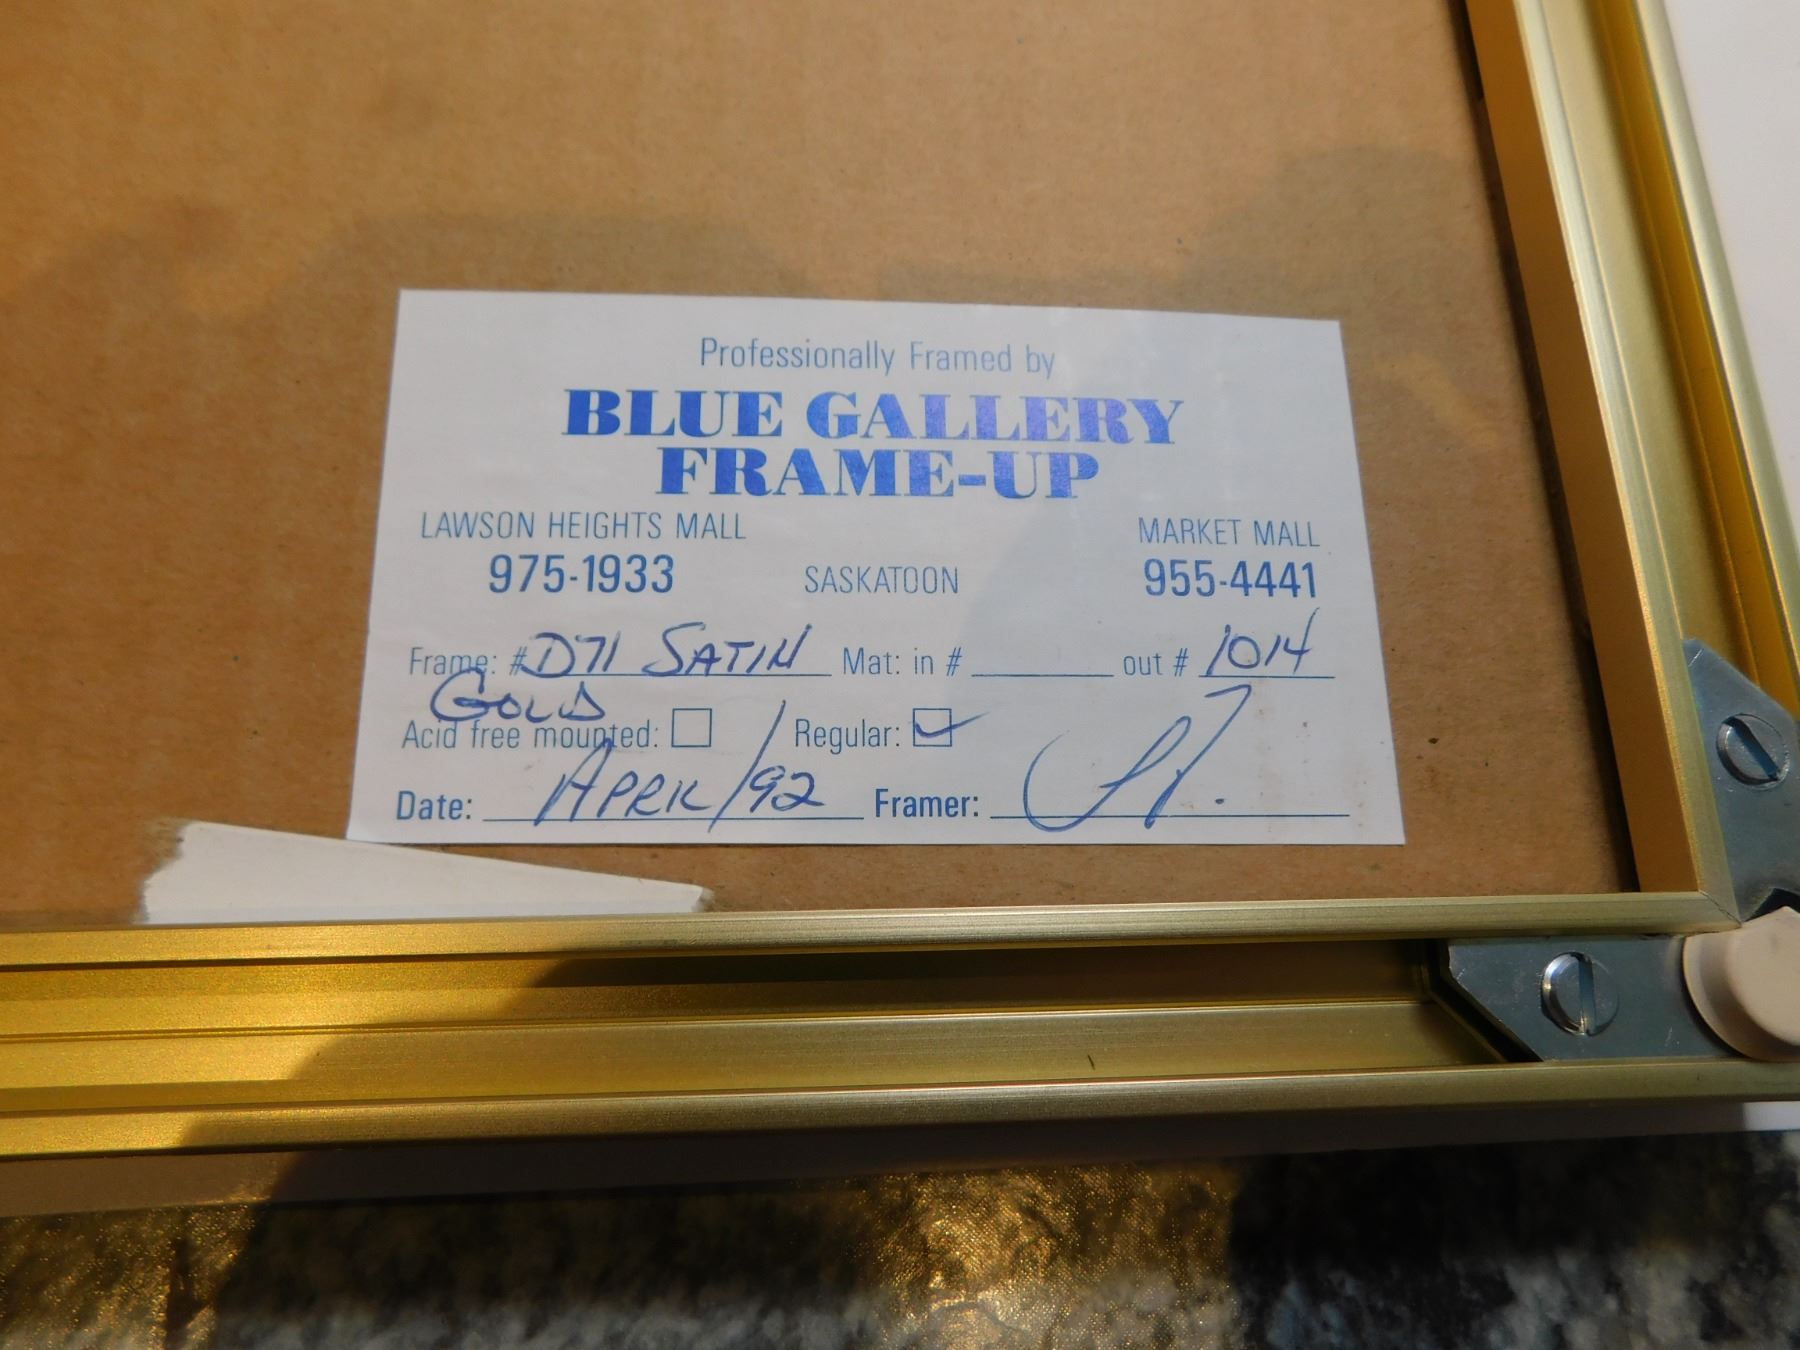 Professionally Framed by
BLUE GALLERY
FRAME-UP
LAWSON HEIGHTS MALL MARKET MALL
975-1933 SASKATOON 955-4441
Frame: # D71 SATIN Mat: in # out # 1014
GOLD
Acid free mounted: Regular:
Date: APRIL/92 Framer: